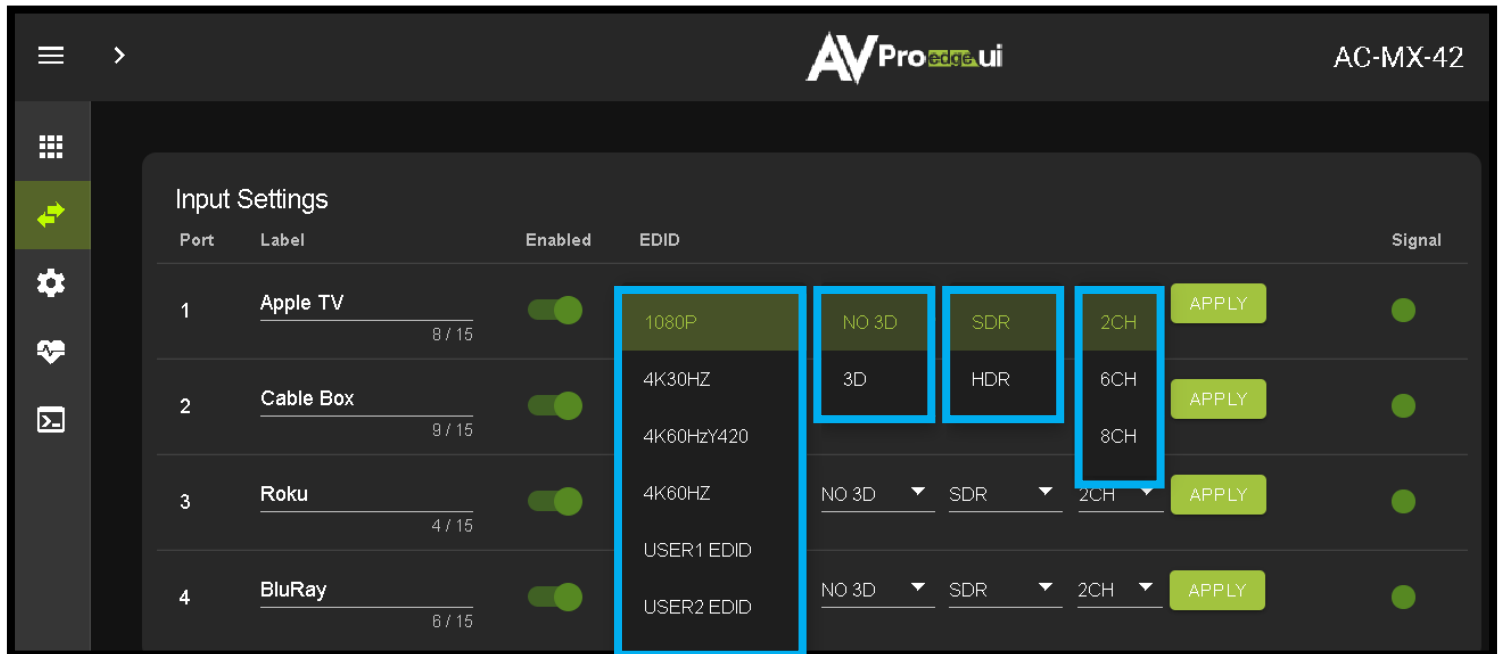 AVPro edge.ui
AC-MX-42
Input Settings
Port Label Enabled EDID Signal
1 Apple TV 1080P NO 3D SDR 2CH APPLY
8 / 15
4K30HZ 3D HDR 6CH
2 Cable Box APPLY
9 / 15
4K60HzY420 8CH
3 Roku 4K60HZ NO 3D SDR 2CH APPLY
4 / 15
USER1 EDID
4 BluRay NO 3D SDR 2CH APPLY
USER2 EDID
6 / 15